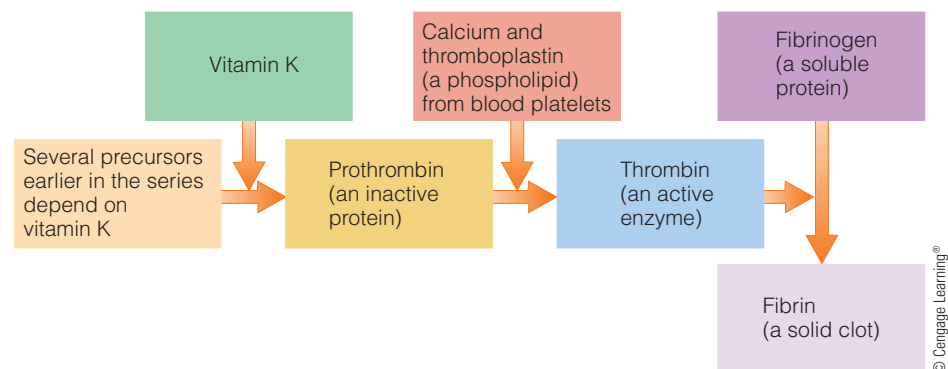 Vitamin K
Calcium and
thromboplastin
(a phospholipid)
from blood platelets
Fibrinogen
(a soluble
protein)
Several precursors
earlier in the series
depend on
vitamin K
Prothrombin
(an inactive
protein)
Thrombin
(an active
enzyme)
Fibrin
(a solid clot)
© Cengage Learning®